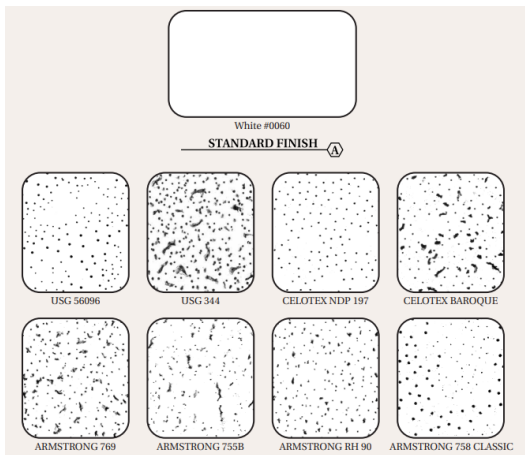 White #0060
STANDARD FINISH A
USG 56096
USG 344
CELOTEX NDP 197
CELOTEX BAROQUE
ARMSTRONG 769
ARMSTRONG 755B
ARMSTRONG RH 90
ARMSTRONG 758 CLASSIC